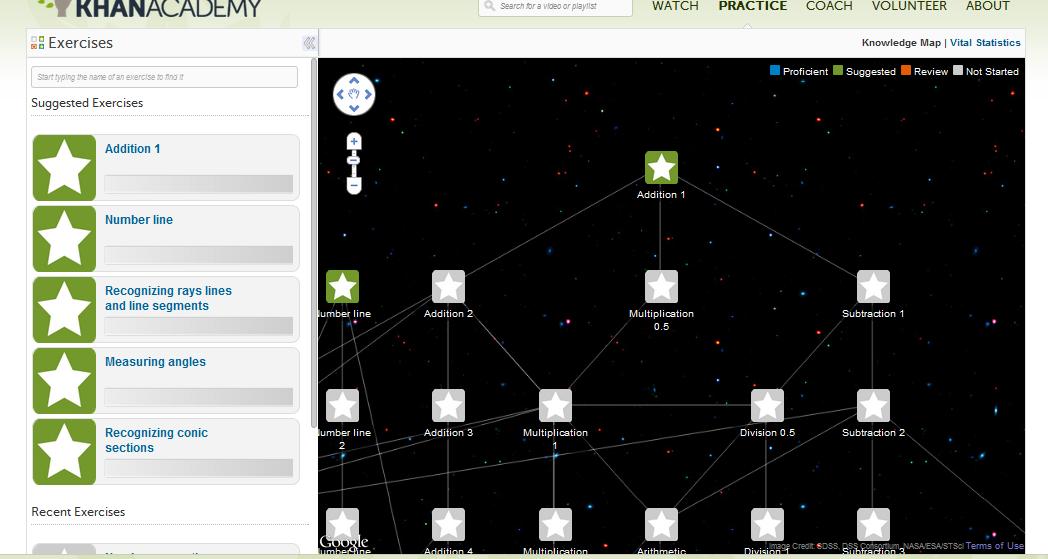 KHANACADEMY
Search for a video or playlist
WATCH PRACTICE COACH VOLUNTEER ABOUT
Exercises
Knowledge Map | Vital Statistics
Start typing the name of an exercise to find it
Suggested Exercises
Addition 1
Number line
Recognizing rays lines
and line segments
Measuring angles
Recognizing conic
sections
Recent Exercises
Proficient Suggested Review Not Started
Addition 1
Number line
Addition 2
Multiplication
0.5
Subtraction 1
Number line
2
Addition 3
Multiplication
1
Division 0.5
Subtraction 2
Google
Number line
Addition 4
Multiplication
Arithmetic
Division 1
Subtraction 3
Image Credit: SDSS, DSS Consortium, NASA/ESA/STScI Terms of Use